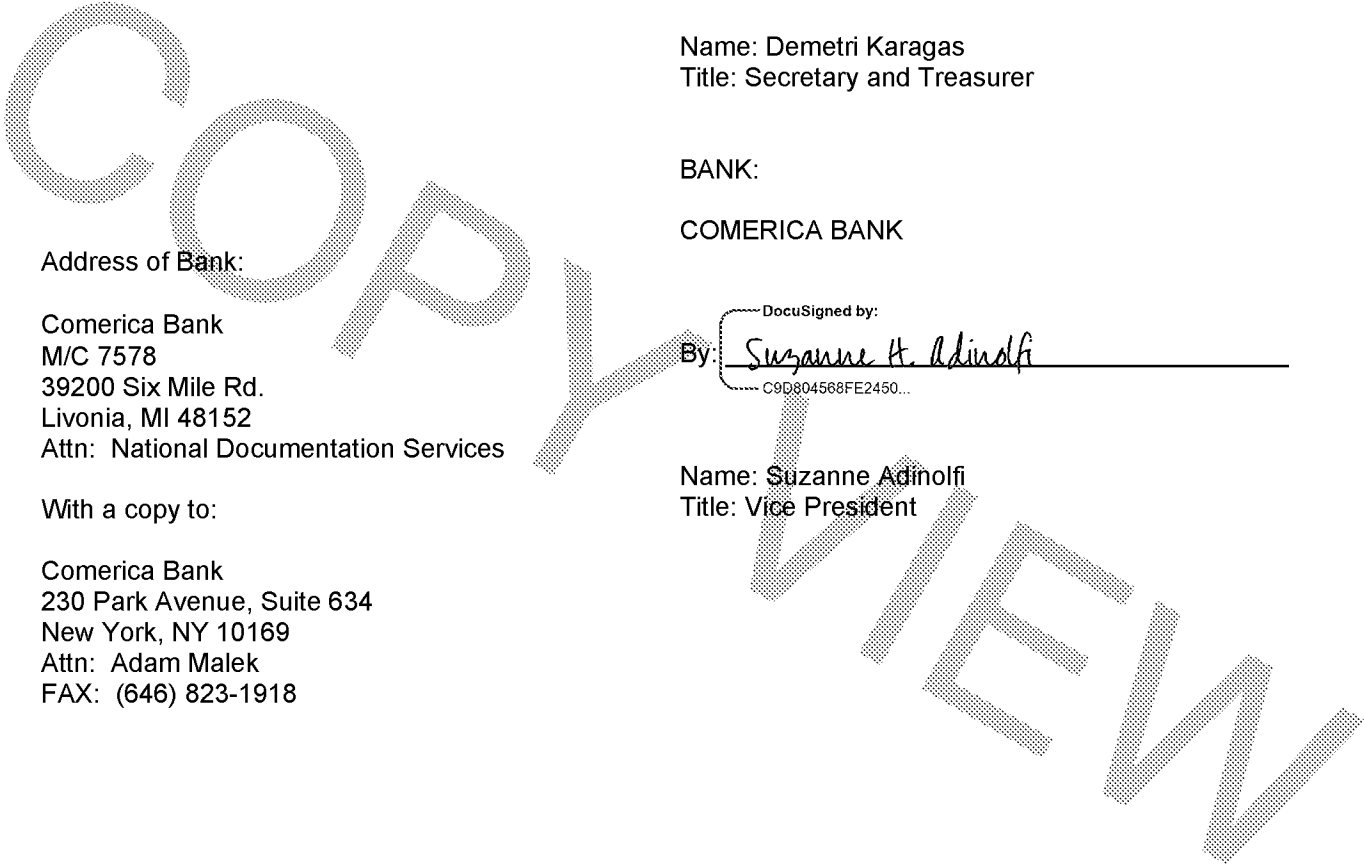 Name: Demetri Karagas
Title: Secretary and Treasurer
BANK:
COMERICA BANK
DocuSigned by:
By: Suzanne H. Adinolfi
C9D804568FE2450...
Name: Suzanne Adinolfi
Title: Vice President
Address of Bank:
Comerica Bank
M/C 7578
39200 Six Mile Rd.
Livonia, MI 48152
Attn: National Documentation Services
With a copy to:
Comerica Bank
230 Park Avenue, Suite 634
New York, NY 10169
Attn: Adam Malek
FAX: (646) 823-1918
COPY VIEW